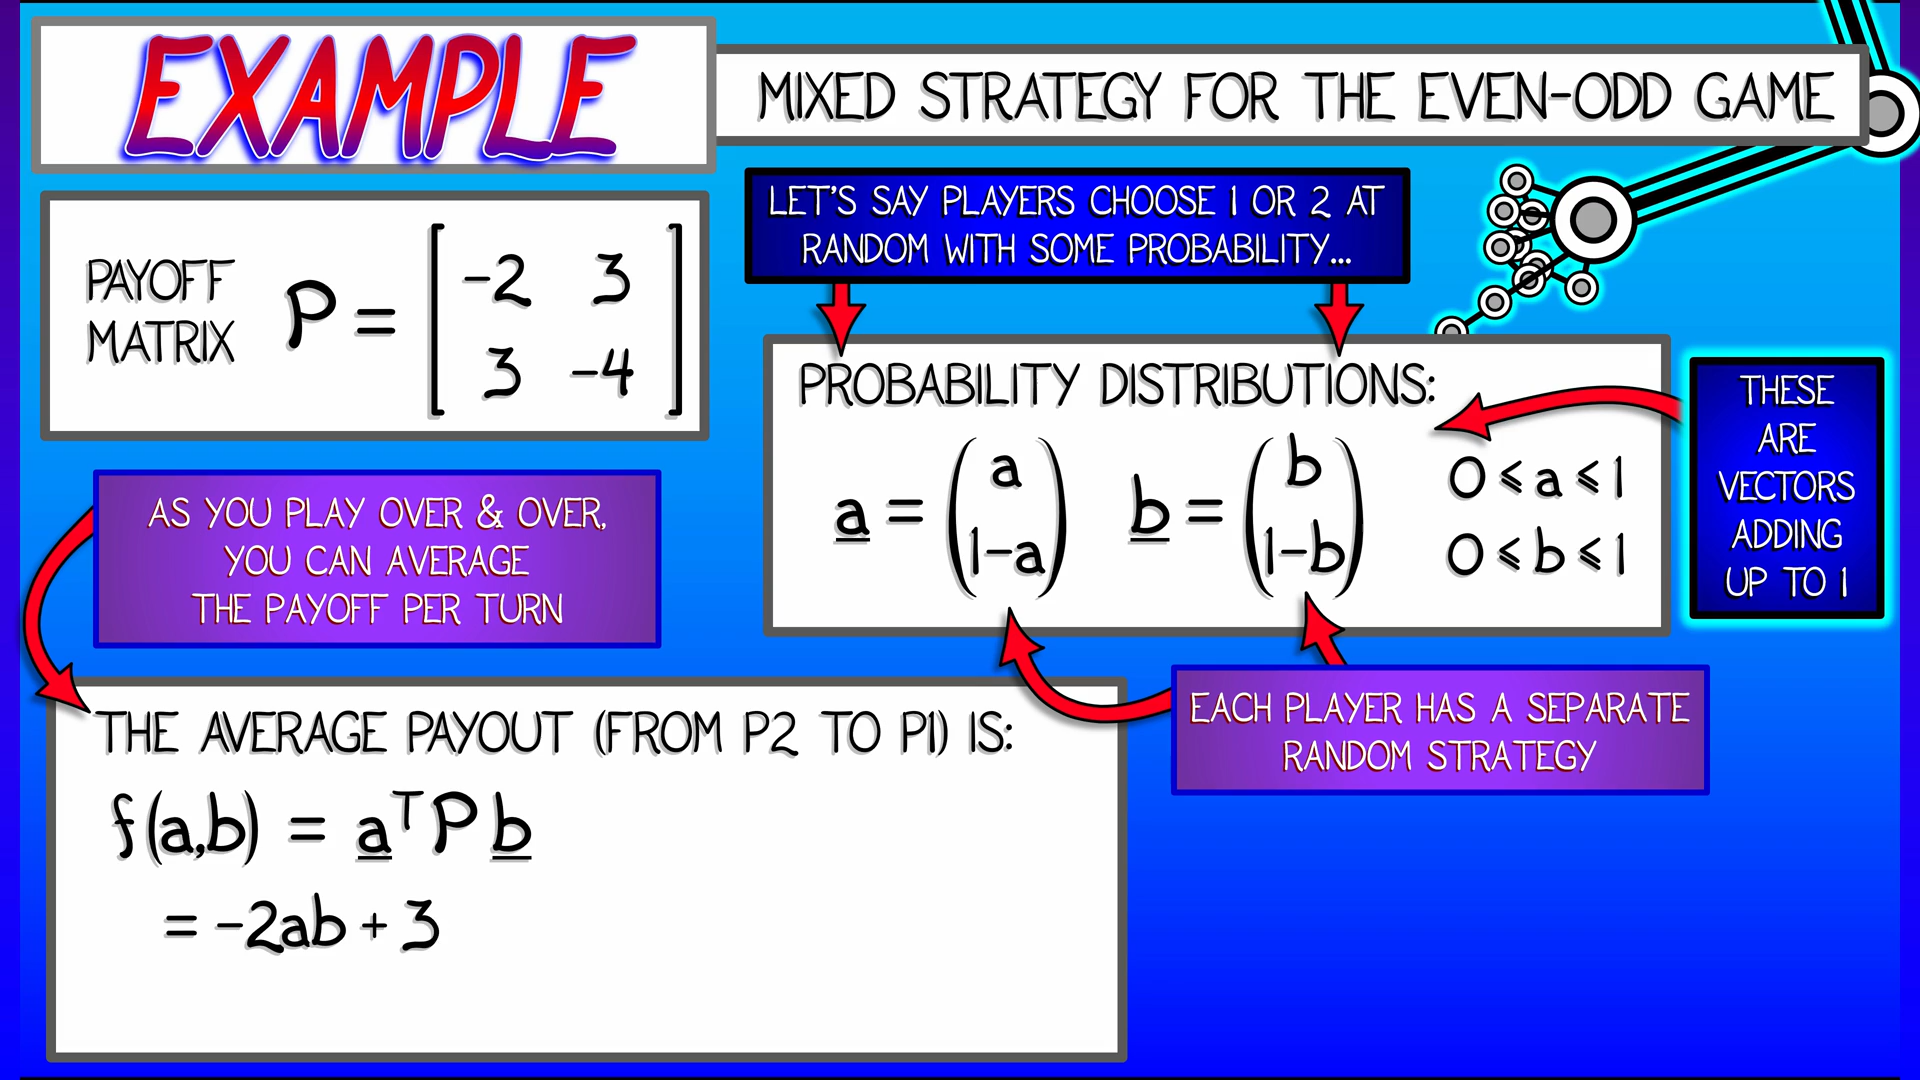 EXAMPLE
MIXED STRATEGY FOR THE EVEN-ODD GAME
PAYOFF
MATRIX
P = [ -2 3
3 -4 ]
LET'S SAY PLAYERS CHOOSE 1 OR 2 AT
RANDOM WITH SOME PROBABILITY...
PROBABILITY DISTRIBUTIONS:
a = ( a
1-a )
b = ( b
1-b )
0 ⩽ a ⩽ 1
0 ⩽ b ⩽ 1
THESE
ARE
VECTORS
ADDING
UP TO 1
AS YOU PLAY OVER & OVER,
YOU CAN AVERAGE
THE PAYOFF PER TURN
EACH PLAYER HAS A SEPARATE
RANDOM STRATEGY
THE AVERAGE PAYOUT (FROM P2 TO P1) IS:
f(a,b) = aᵀ P b
= -2ab + 3